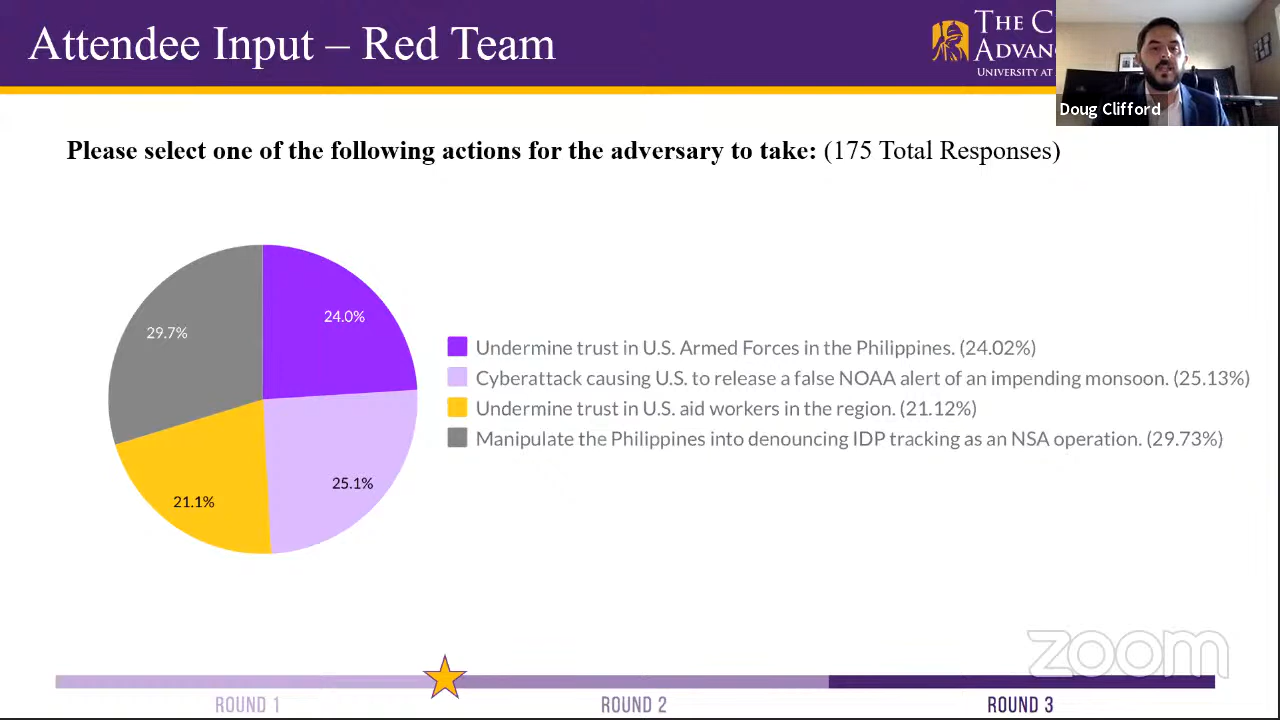 Attendee Input – Red Team
THE C
ADVANC
UNIVERSITY AT
Doug Clifford
Please select one of the following actions for the adversary to take: (175 Total Responses)
29.7%
24.0%
25.1%
21.1%
Undermine trust in U.S. Armed Forces in the Philippines. (24.02%)
Cyberattack causing U.S. to release a false NOAA alert of an impending monsoon. (25.13%)
Undermine trust in U.S. aid workers in the region. (21.12%)
Manipulate the Philippines into denouncing IDP tracking as an NSA operation. (29.73%)
zoom
ROUND 1
ROUND 2
ROUND 3